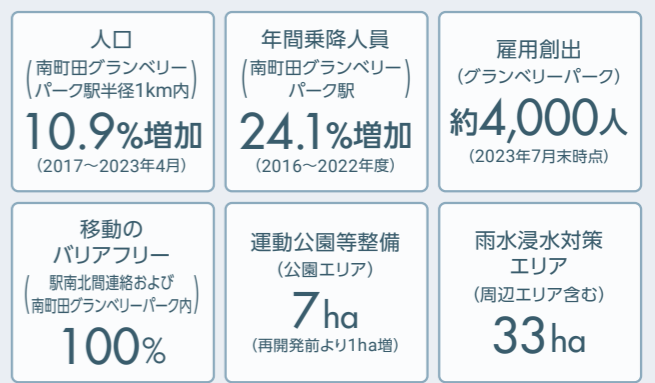 人口
(南町田グランベリー
パーク駅半径1km内)
10.9%増加
(2017〜2023年4月)
年間乗降人員
(南町田グランベリー
パーク駅)
24.1%増加
(2016〜2022年度)
雇用創出
(グランベリーパーク)
約4,000人
(2023年7月末時点)
移動の
バリアフリー
(駅南北間連絡および
南町田グランベリーパーク内)
100%
運動公園等整備
(公園エリア)
7ha
(再開発前より1ha増)
雨水浸水対策
エリア
(周辺エリア含む)
33ha